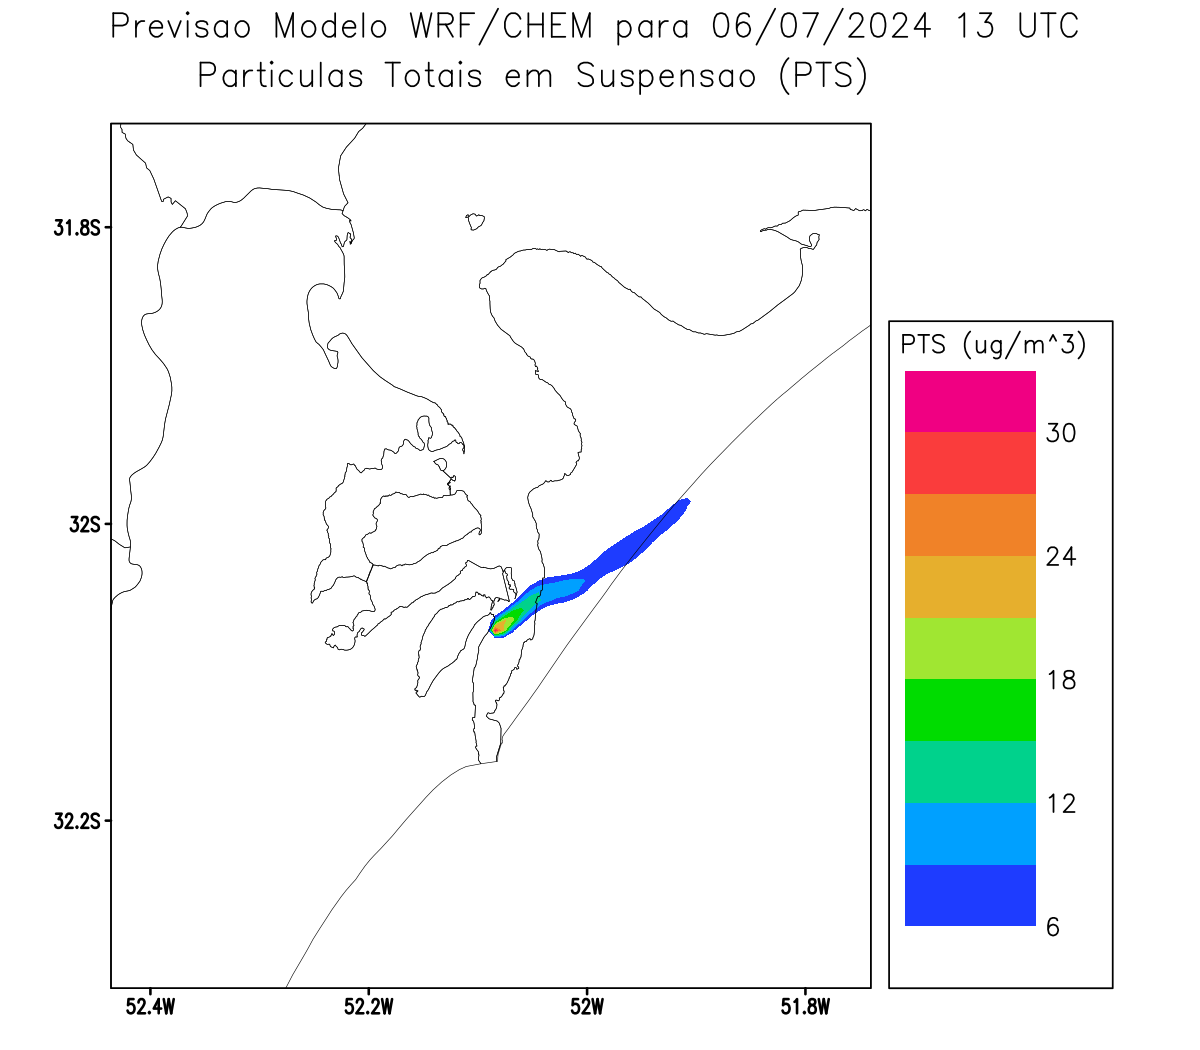 Previsao Modelo WRF/CHEM para 06/07/2024 13 UTC
Particulas Totais em Suspensao (PTS)
31.8S
32S
32.2S
52.4W
52.2W
52W
51.8W
PTS (ug/m^3)
30
24
18
12
6